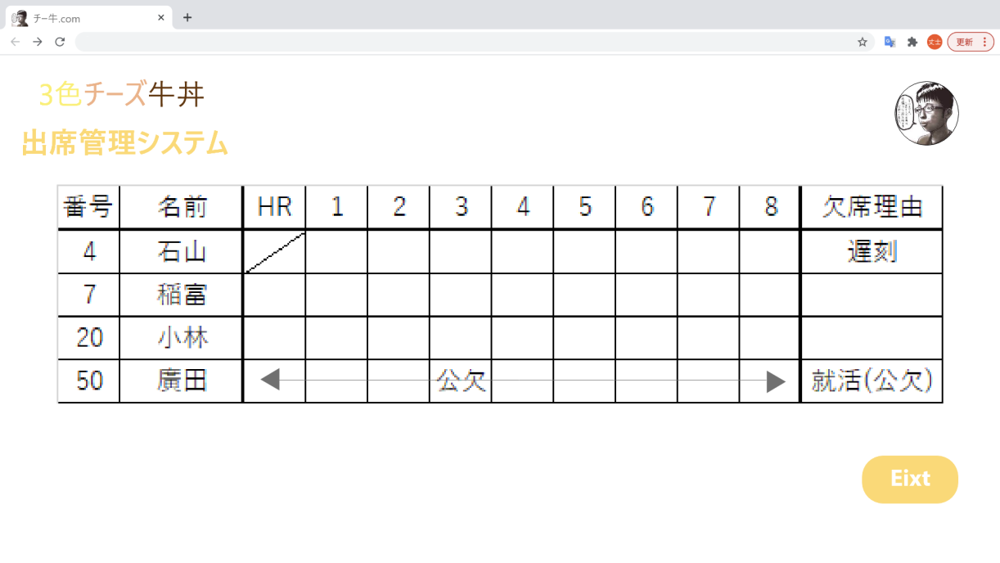 チー牛.com
文士
更新
3色チーズ牛丼
出席管理システム
番号 名前 HR 1 2 3 4 5 6 7 8 欠席理由
4 石山 遅刻
7 稲富
20 小林
50 廣田 公欠 就活(公欠)
Eixt